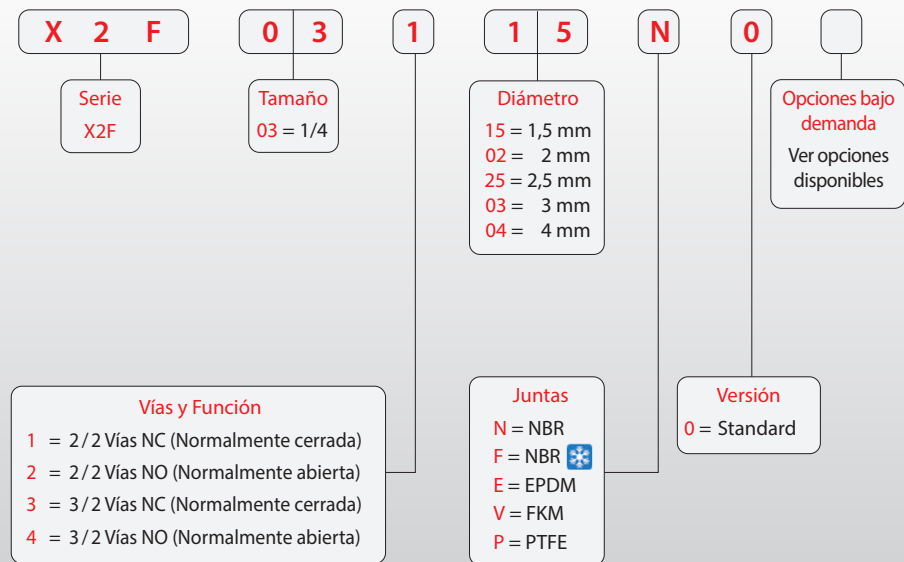 X 2 F 0 3 1 1 5 N 0
Serie
X2F
Tamaño
03 = 1/4
Diámetro
15 = 1,5 mm
02 = 2 mm
25 = 2,5 mm
03 = 3 mm
04 = 4 mm
Opciones bajo
demanda
Ver opciones
disponibles
Vías y Función
1 = 2/2 Vías NC (Normalmente cerrada)
2 = 2/2 Vías NO (Normalmente abierta)
3 = 3/2 Vías NC (Normalmente cerrada)
4 = 3/2 Vías NO (Normalmente abierta)
Juntas
N = NBR
F = NBR
E = EPDM
V = FKM
P = PTFE
Versión
0 = Standard